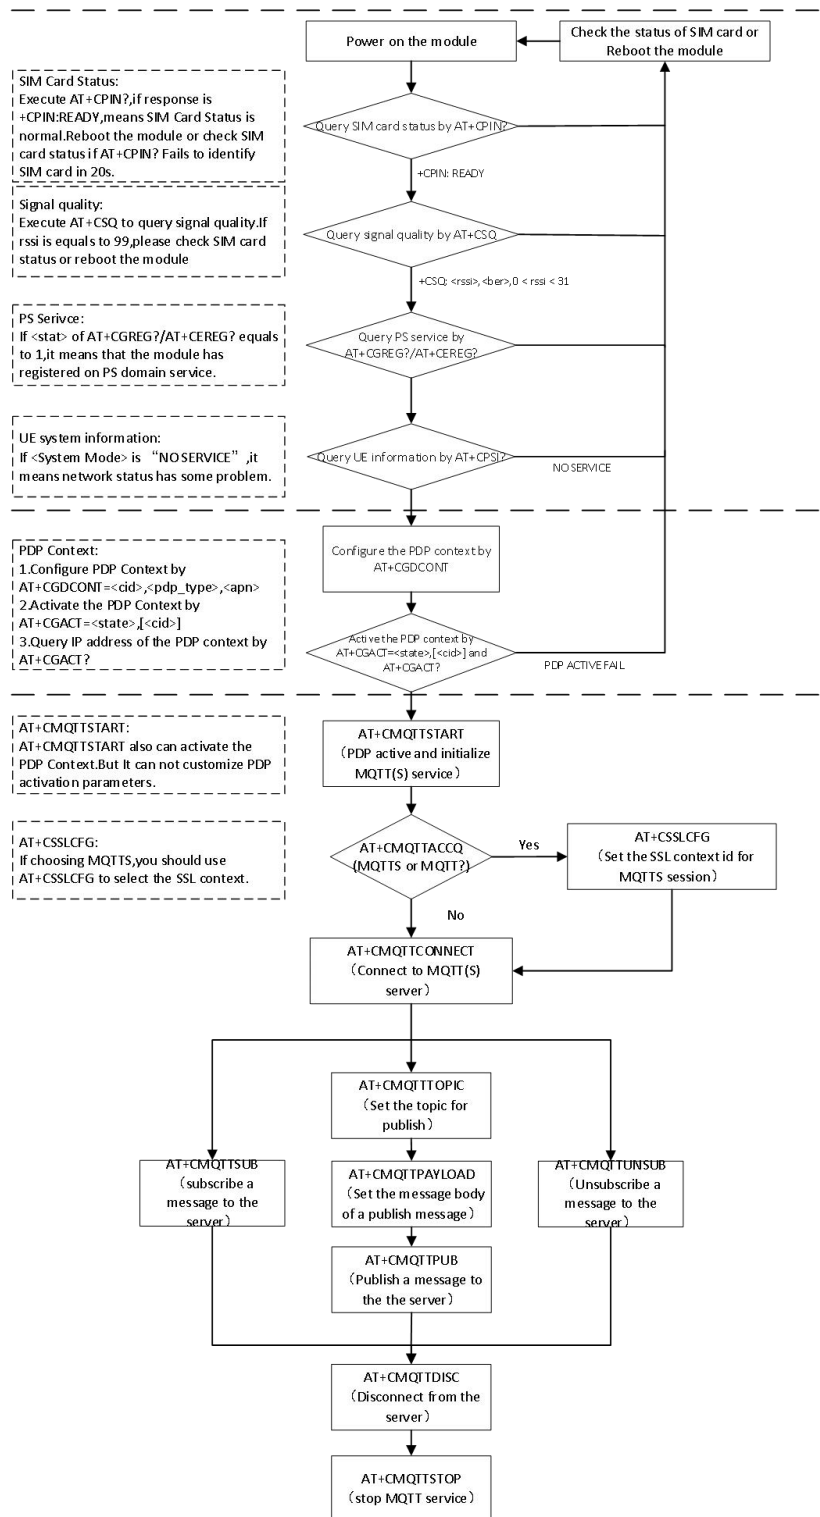 Power on the module
Check the status of SIM card or
Reboot the module
SIM Card Status:
Execute AT+CPIN?,if response is
+CPIN:READY,means SIM Card Status is
normal.Reboot the module or check SIM
card status if AT+CPIN? Fails to identify
SIM card in 20s.
Query SIM card status by AT+CPIN?
+CPIN: READY
Signal quality:
Execute AT+CSQ to query signal quality.If
rssi is equals to 99,please check SIM card
status or reboot the module
Query signal quality by AT+CSQ
+CSQ: <rssi>,<ber>,0 < rssi < 31
PS Serivce:
If <stat> of AT+CGREG?/AT+CEREG? equals
to 1,it means that the module has
registered on PS domain service.
Query PS service by
AT+CGREG?/AT+CEREG?
UE system information:
If <System Mode> is “NO SERVICE” ,it
means network status has some problem.
Query UE information by AT+CPSI?
NO SERVICE
PDP Context:
1.Configure PDP Context by
AT+CGDCONT=<cid>,<pdp_type>,<apn>
2.Activate the PDP Context by
AT+CGACT=<state>,[<cid>]
3.Query IP address of the PDP context by
AT+CGACT?
Configure the PDP context by
AT+CGDCONT
Active the PDP context by
AT+CGACT=<state>,[<cid>] and
AT+CGACT?
PDP ACTIVE FAIL
AT+CMQTTSTART:
AT+CMQTTSTART also can activate the
PDP Context.But It can not customize PDP
activation parameters.
AT+CMQTTSTART
（PDP active and initialize
MQTT(S) service）
AT+CSSLCFG:
If choosing MQTTS,you should use
AT+CSSLCFG to select the SSL context.
AT+CMQTTACCQ
(MQTTS or MQTT?)
Yes
AT+CSSLCFG
（Set the SSL context id for
MQTTS session）
No
AT+CMQTTCONNECT
（Connect to MQTT(S)
server）
AT+CMQTTTOPIC
（Set the topic for
publish）
AT+CMQTTSUB
（subscribe a
message to the
server）
AT+CMQTTPAYLOAD
（Set the message body
of a publish message）
AT+CMQTTUNSUB
（Unsubscribe a
message to the
server）
AT+CMQTTPUB
（Publish a message to
the the server）
AT+CMQTTDISC
（Disconnect from the
server）
AT+CMQTTSTOP
（stop MQTT service）